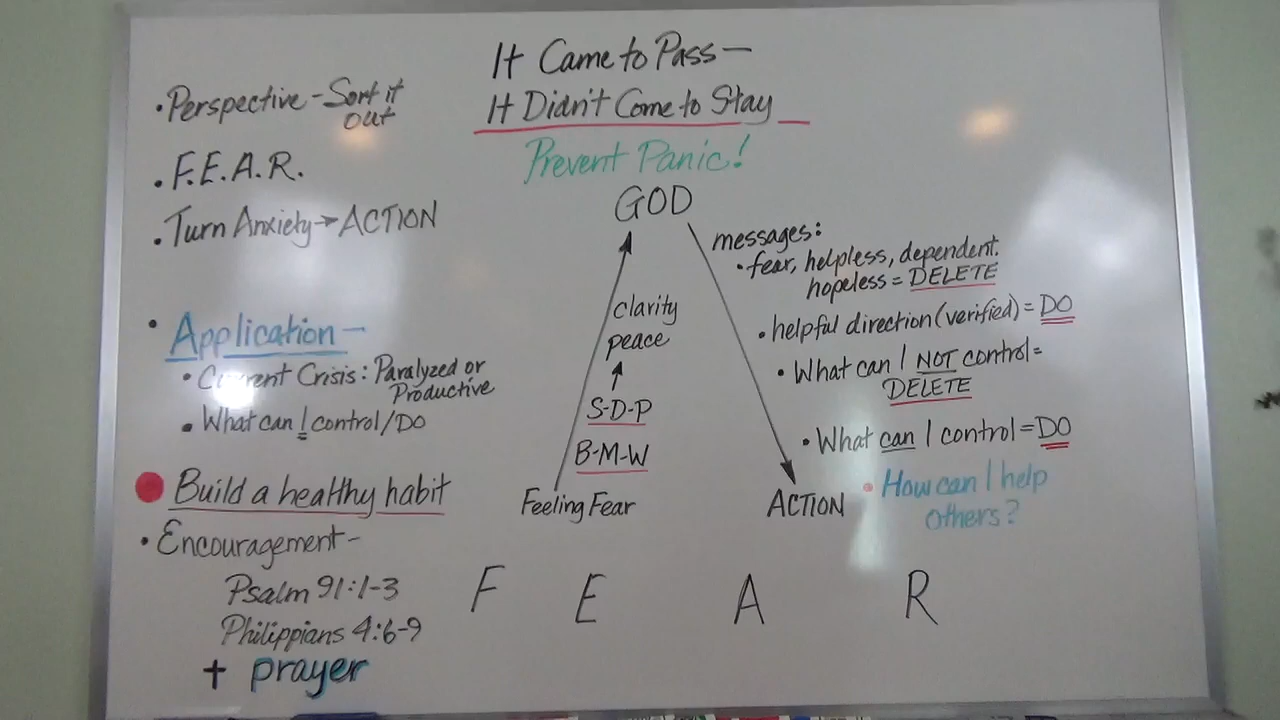 It Came to Pass—
It Didn't Come to Stay
Prevent Panic!
• Perspective - Sort it
out
• F.E.A.R.
• Turn Anxiety → ACTION
• Application -
• Current Crisis: Paralyzed or
Productive
• What can I control/DO
Build a healthy habit
• Encouragement -
Psalm 91:1-3
Philippians 4:6-9
+ prayer
GOD
clarity
peace
S-D-P
B-M-W
Feeling Fear
messages:
• fear, helpless, dependent.
hopeless = DELETE
• helpful direction (verified) = DO
• What can I NOT control =
DELETE
• What can I control = DO
ACTION
• How can I help
others?
F E A R